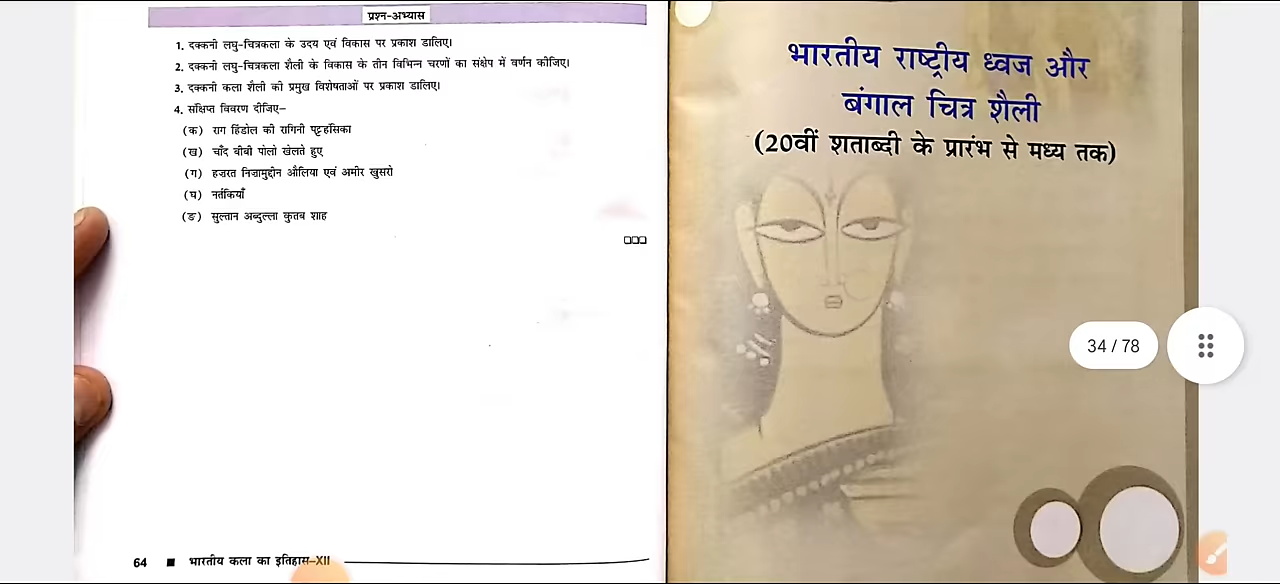 प्रश्न-अभ्यास
1. दक्कनी लघु-चित्रकला के उदय एवं विकास पर प्रकाश डालिए।
2. दक्कनी लघु-चित्रकला शैली के विकास के तीन विभिन्न चरणों का संक्षेप में वर्णन कीजिए।
3. दक्कनी कला शैली की प्रमुख विशेषताओं पर प्रकाश डालिए।
4. संक्षिप्त विवरण दीजिए–
(क) राग हिंडोल की रागिनी
(ख) चाँद बीबी पोलो खेलते हुए
(ग) हज़रत निज़ामुद्दीन औलिया एवं अमीर खुसरो
(घ) नर्तकियाँ
(ङ) सुल्तान अब्दुल्ला कुतब शाह
64 ■ भारतीय कला का इतिहास–XII
भारतीय राष्ट्रीय ध्वज और
बंगाल चित्र शैली
(20वीं शताब्दी के प्रारंभ से मध्य तक)
34 / 78